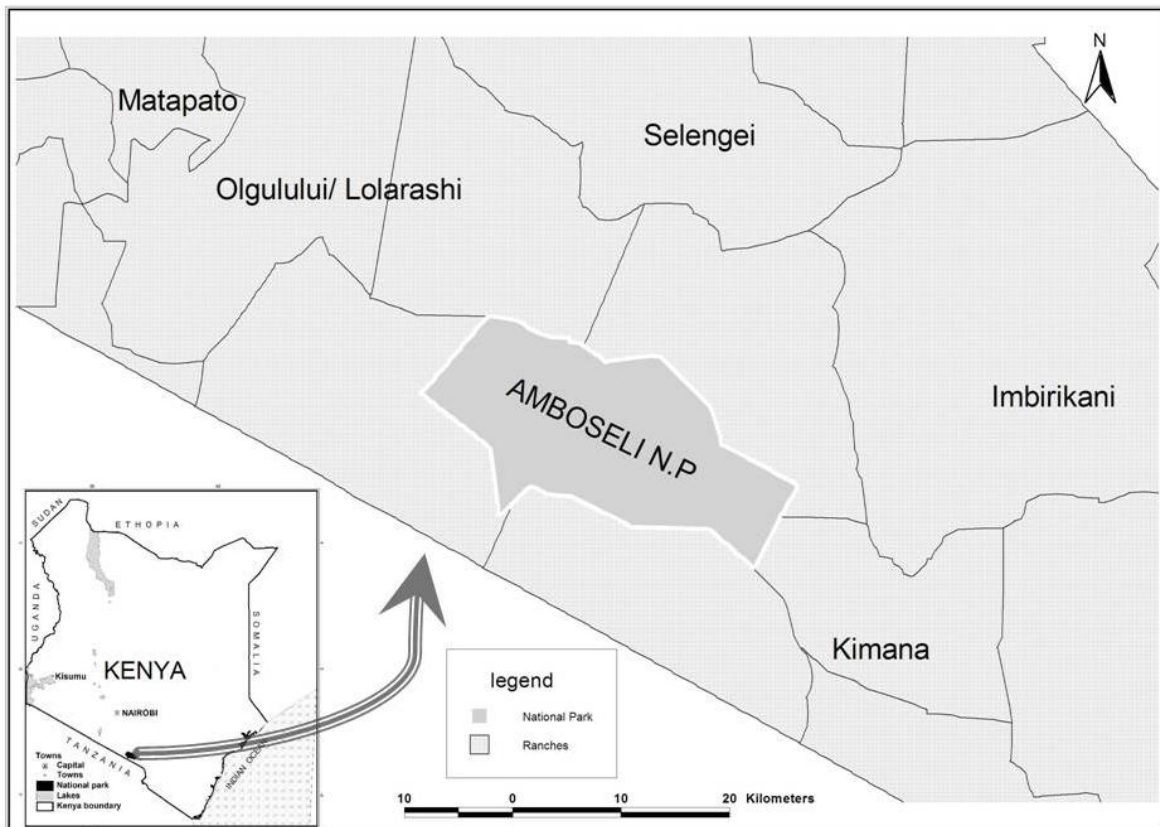 N
Matapato
Selengei
Olgululului/ Lolarashi
Imbirikani
AMBOSELI N.P
Kimana
SUDAN
ETHOPIA
UGANDA
SOMALIA
KENYA
Kisumu
NAIROBI
TANZANIA
INDIAN OCEAN
Towns
Capital
Towns
National park
Lakes
Kenya boundary
legend
National Park
Ranches
10 0 10 20 Kilometers